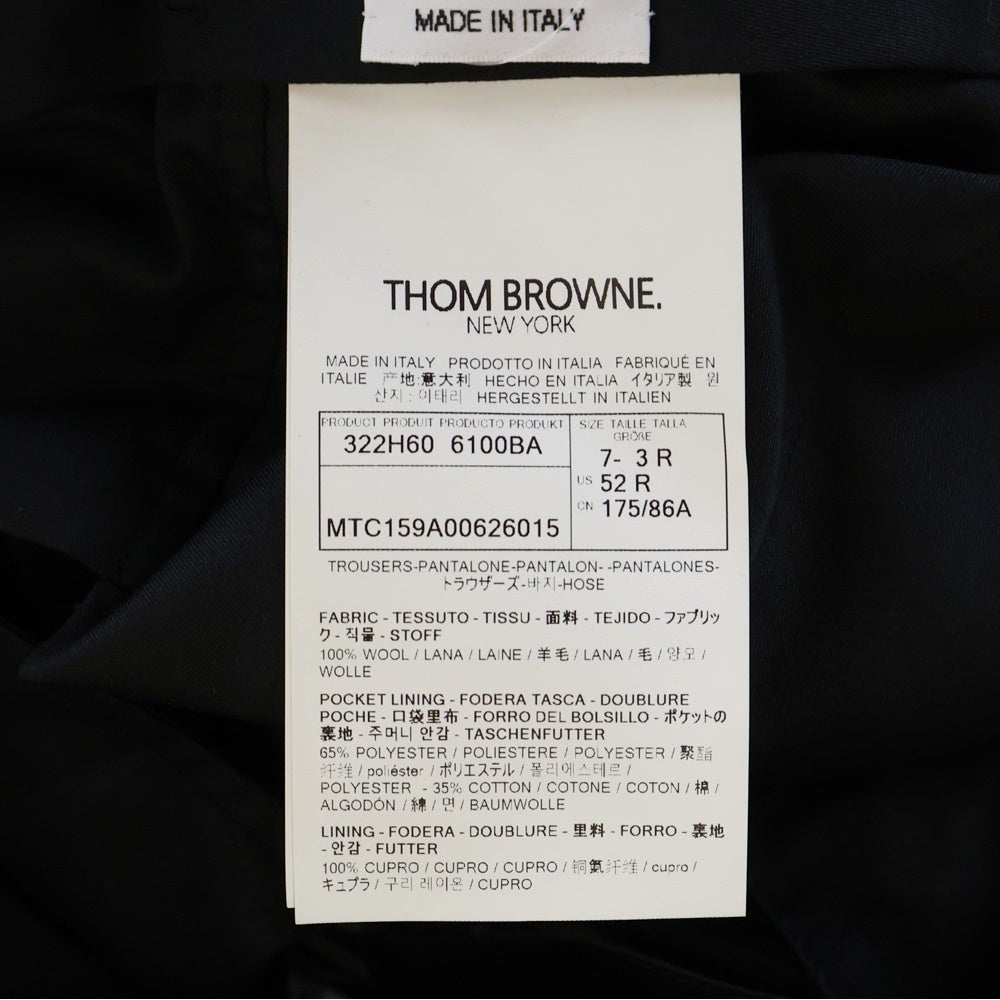 MADE IN ITALY
THOM BROWNE.
NEW YORK
MADE IN ITALY PRODOTTO IN ITALIA FABRIQUÉ EN
ITALIE 产地:意大利 HECHO EN ITALIA イタリア製 원
산지 : 이태리 HERGESTELLT IN ITALIEN
PRODUCT PRODUIT PRODUCTO PRODUKT
322H60 6100BA
MTC159A00626015
SIZE TAILLE TALLA
GRÖßE
7- 3 R
US 52 R
CN 175/86A
TROUSERS-PANTALONE-PANTALON- -PANTALONES-
トラウザーズ-바지-HOSE
FABRIC - TESSUTO - TISSU - 面料 - TEJIDO - ファブリッ
ク - 직물 - STOFF
100% WOOL / LANA / LAINE / 羊毛 / LANA / 毛 / 양모 /
WOLLE
POCKET LINING - FODERA TASCA - DOUBLURE
POCHE - 口袋里布 - FORRO DEL BOLSILLO - ポケットの
裏地 - 주머니 안감 - TASCHENFUTTER
65% POLYESTER / POLIESTERE / POLYESTER / 聚酯
纤维 / poliéster / ポリエステル / 폴리에스테르 /
POLYESTER - 35% COTTON / COTONE / COTON / 棉 /
ALGODÓN / 綿 / 면 / BAUMWOLLE
LINING - FODERA - DOUBLURE - 里料 - FORRO - 裏地
- 안감 - FUTTER
100% CUPRO / CUPRO / CUPRO / 铜氨纤维 / cupro /
キュプラ / 구리 레이온 / CUPRO